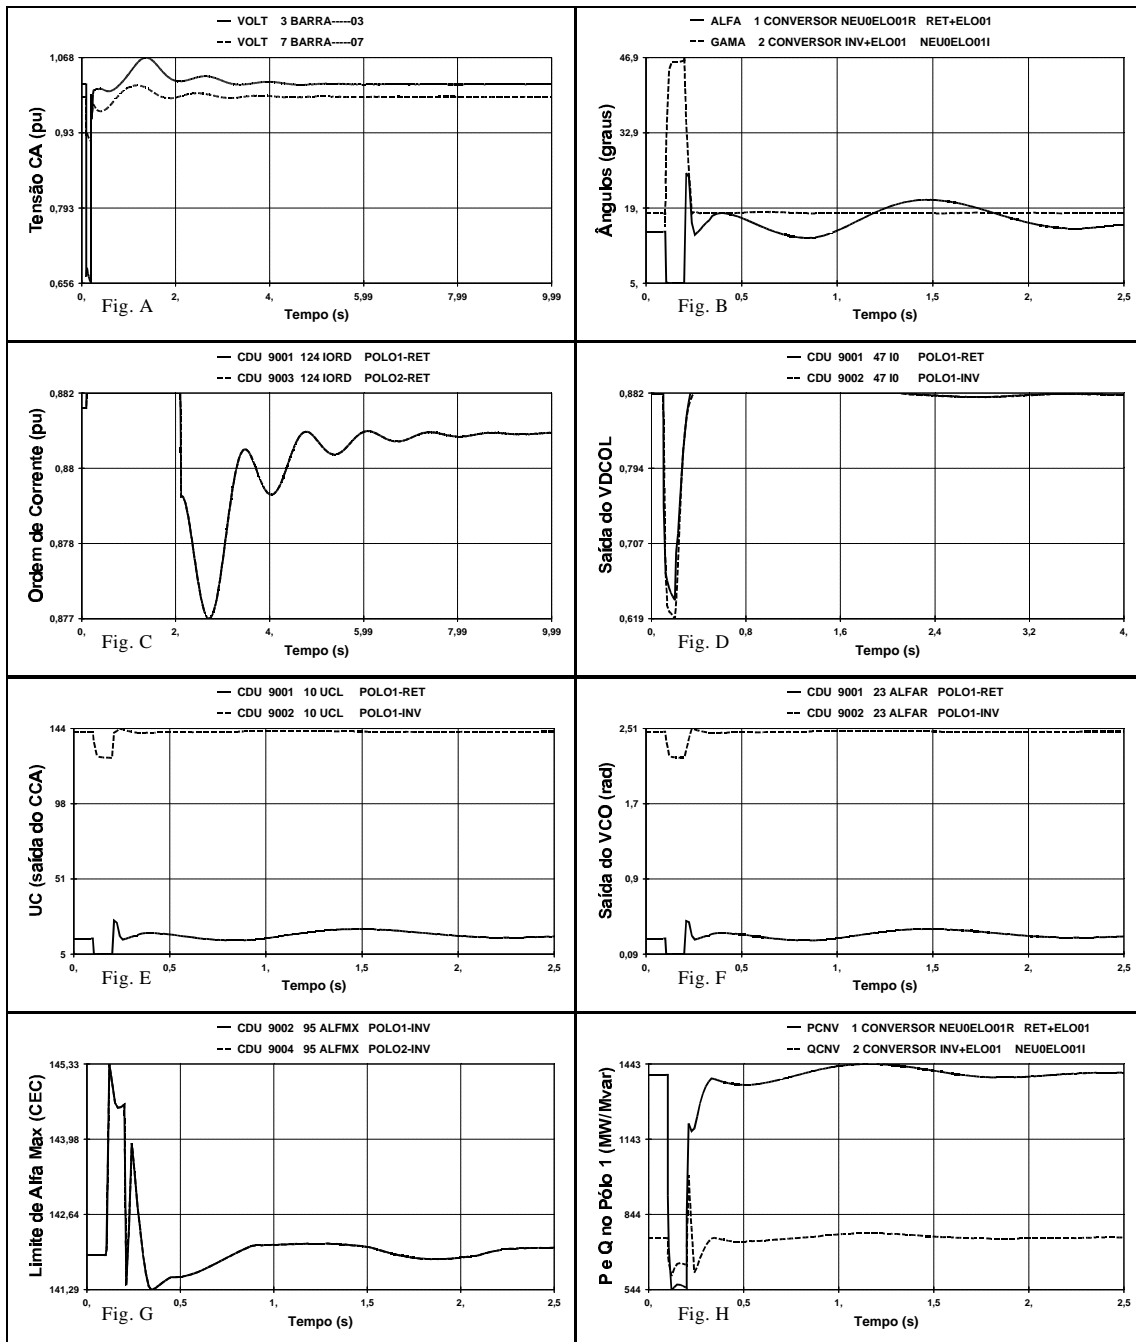 VOLT 3 BARRA-----03
VOLT 7 BARRA-----07
1,068
0,93
0,793
0,656
Tensão CA (pu)
0, 2, 4, 5,99 7,99 9,99
Fig. A
Tempo (s)
ALFA 1 CONVERSOR NEU0ELO01R RET+ELO01
GAMA 2 CONVERSOR INV+ELO01 NEU0ELO01I
46,9
32,9
19,
5,
Ângulos (graus)
0, 0,5 1, 1,5 2, 2,5
Fig. B
Tempo (s)
CDU 9001 124 IORD POLO1-RET
CDU 9003 124 IORD POLO2-RET
0,882
0,88
0,878
0,877
Ordem de Corrente (pu)
0, 2, 4, 5,99 7,99 9,99
Fig. C
Tempo (s)
CDU 9001 47 I0 POLO1-RET
CDU 9002 47 I0 POLO1-INV
0,882
0,794
0,707
0,619
Saída do VDCOL
0, 0,8 1,6 2,4 3,2 4,
Fig. D
Tempo (s)
CDU 9001 10 UCL POLO1-RET
CDU 9002 10 UCL POLO1-INV
144
98
51
5
UC (saída do CCA)
0, 0,5 1, 1,5 2, 2,5
Fig. E
Tempo (s)
CDU 9001 23 ALFAR POLO1-RET
CDU 9002 23 ALFAR POLO1-INV
2,51
1,7
0,9
0,09
Saída do VCO (rad)
0, 0,5 1, 1,5 2, 2,5
Fig. F
Tempo (s)
CDU 9002 95 ALFMX POLO1-INV
CDU 9004 95 ALFMX POLO2-INV
145,33
143,98
142,64
141,29
Limite de Alfa Max (CEC)
0, 0,5 1, 1,5 2, 2,5
Fig. G
Tempo (s)
PCNV 1 CONVERSOR NEU0ELO01R RET+ELO01
QCNV 2 CONVERSOR INV+ELO01 NEU0ELO01I
1443
1143
844
544
P e Q no Pólo 1 (MW/Mvar)
0, 0,5 1, 1,5 2, 2,5
Fig. H
Tempo (s)